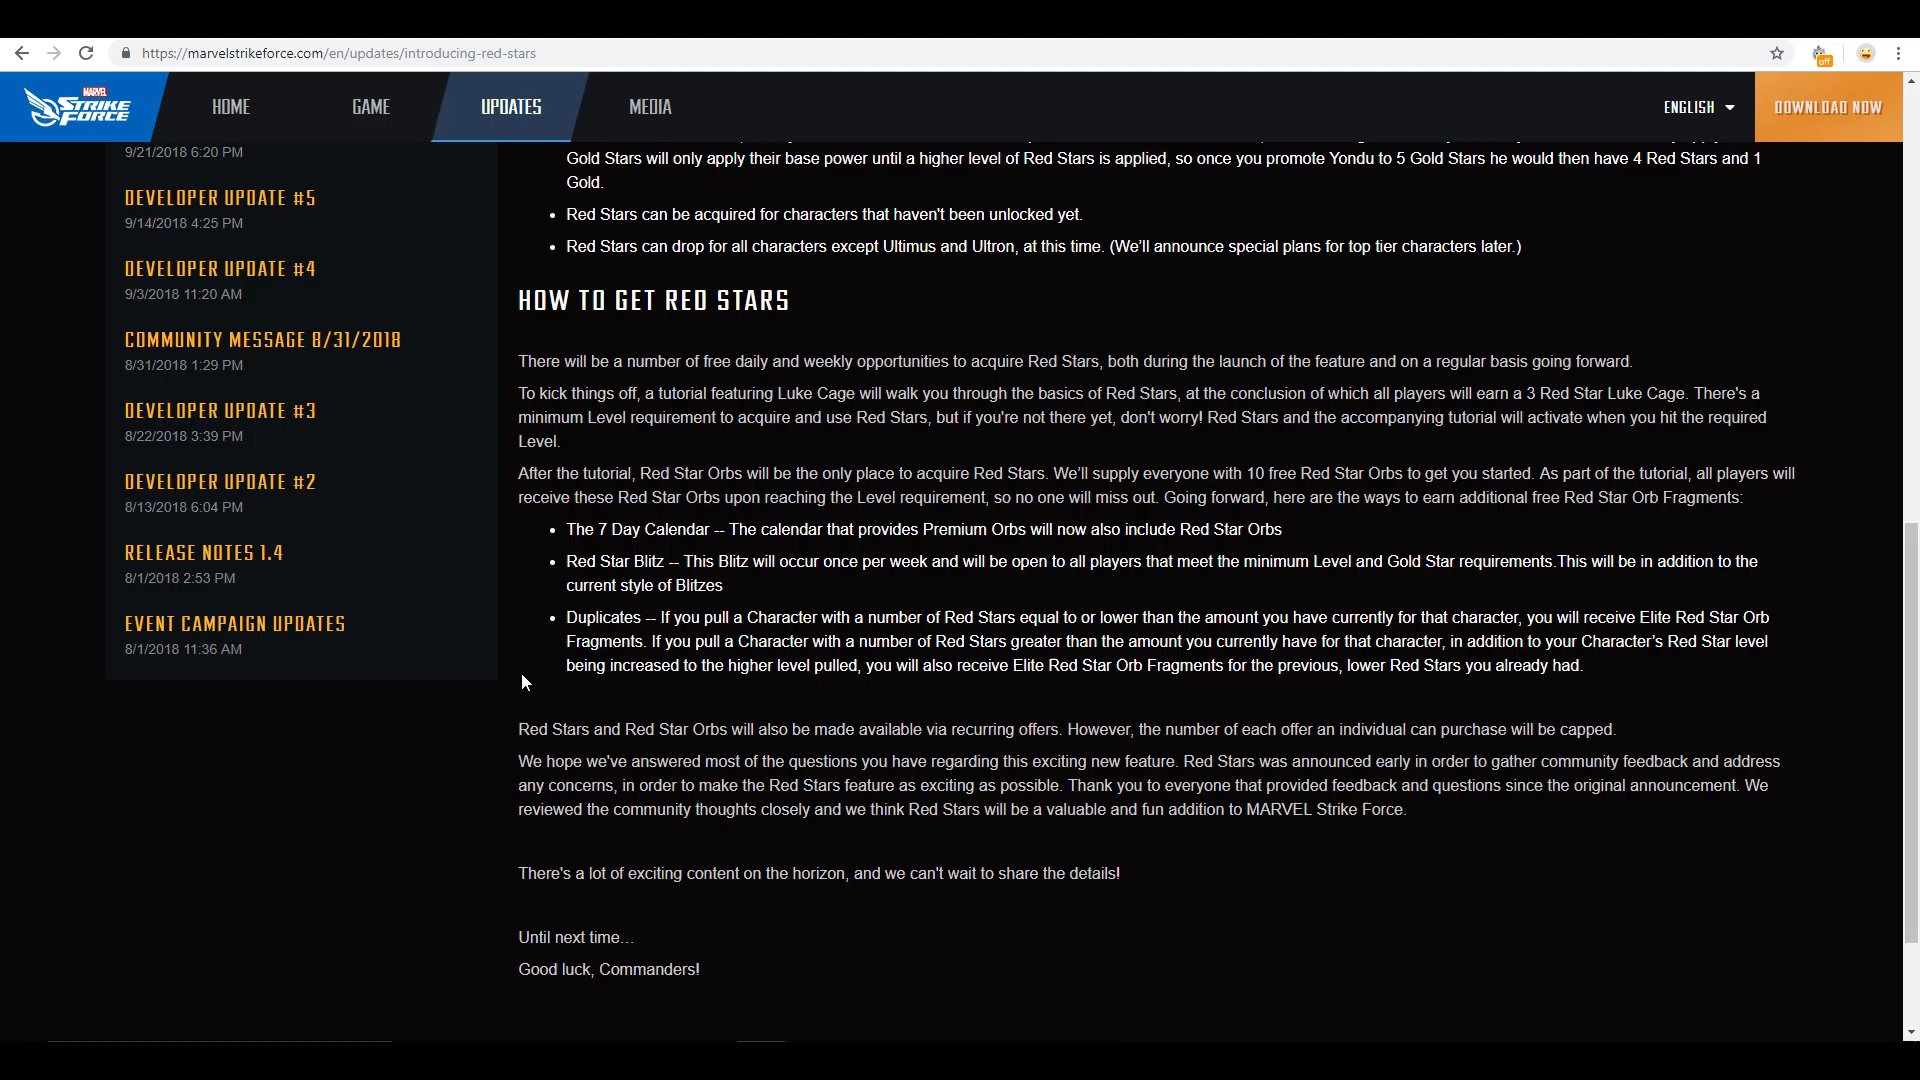 https://marvelstrikeforce.com/en/updates/introducing-red-stars
off
MARVEL
STRIKE
FORCE
HOME
GAME
UPDATES
MEDIA
ENGLISH
DOWNLOAD NOW
9/21/2018 6:20 PM
DEVELOPER UPDATE #5
9/14/2018 4:25 PM
DEVELOPER UPDATE #4
9/3/2018 11:20 AM
COMMUNITY MESSAGE 8/31/2018
8/31/2018 1:29 PM
DEVELOPER UPDATE #3
8/22/2018 3:39 PM
DEVELOPER UPDATE #2
8/13/2018 6:04 PM
RELEASE NOTES 1.4
8/1/2018 2:53 PM
EVENT CAMPAIGN UPDATES
8/1/2018 11:36 AM
Gold Stars will only apply their base power until a higher level of Red Stars is applied, so once you promote Yondu to 5 Gold Stars he would then have 4 Red Stars and 1
Gold.
• Red Stars can be acquired for characters that haven't been unlocked yet.
• Red Stars can drop for all characters except Ultimus and Ultron, at this time. (We’ll announce special plans for top tier characters later.)
HOW TO GET RED STARS
There will be a number of free daily and weekly opportunities to acquire Red Stars, both during the launch of the feature and on a regular basis going forward.
To kick things off, a tutorial featuring Luke Cage will walk you through the basics of Red Stars, at the conclusion of which all players will earn a 3 Red Star Luke Cage. There's a
minimum Level requirement to acquire and use Red Stars, but if you're not there yet, don't worry! Red Stars and the accompanying tutorial will activate when you hit the required
Level.
After the tutorial, Red Star Orbs will be the only place to acquire Red Stars. We’ll supply everyone with 10 free Red Star Orbs to get you started. As part of the tutorial, all players will
receive these Red Star Orbs upon reaching the Level requirement, so no one will miss out. Going forward, here are the ways to earn additional free Red Star Orb Fragments:
• The 7 Day Calendar -- The calendar that provides Premium Orbs will now also include Red Star Orbs
• Red Star Blitz -- This Blitz will occur once per week and will be open to all players that meet the minimum Level and Gold Star requirements.This will be in addition to the
current style of Blitzes
• Duplicates -- If you pull a Character with a number of Red Stars equal to or lower than the amount you have currently for that character, you will receive Elite Red Star Orb
Fragments. If you pull a Character with a number of Red Stars greater than the amount you currently have for that character, in addition to your Character’s Red Star level
being increased to the higher level pulled, you will also receive Elite Red Star Orb Fragments for the previous, lower Red Stars you already had.
Red Stars and Red Star Orbs will also be made available via recurring offers. However, the number of each offer an individual can purchase will be capped.
We hope we've answered most of the questions you have regarding this exciting new feature. Red Stars was announced early in order to gather community feedback and address
any concerns, in order to make the Red Stars feature as exciting as possible. Thank you to everyone that provided feedback and questions since the original announcement. We
reviewed the community thoughts closely and we think Red Stars will be a valuable and fun addition to MARVEL Strike Force.
There's a lot of exciting content on the horizon, and we can't wait to share the details!
Until next time…
Good luck, Commanders!